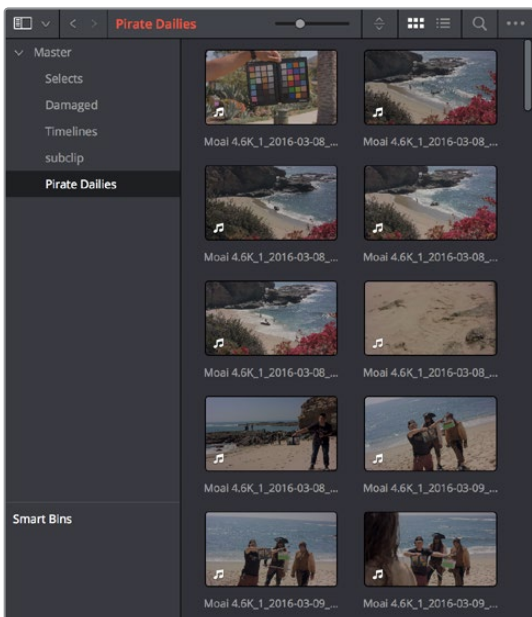 Pirate Dailies
Master
Selects
Damaged
Timelines
subclip
Pirate Dailies
Smart Bins
Moai 4.6K_1_2016-03-08_...
Moai 4.6K_1_2016-03-08_...
Moai 4.6K_1_2016-03-08_...
Moai 4.6K_1_2016-03-08_...
Moai 4.6K_1_2016-03-08_...
Moai 4.6K_1_2016-03-08_...
Moai 4.6K_1_2016-03-08_...
Moai 4.6K_1_2016-03-09_...
Moai 4.6K_1_2016-03-09_...
Moai 4.6K_1_2016-03-09_...